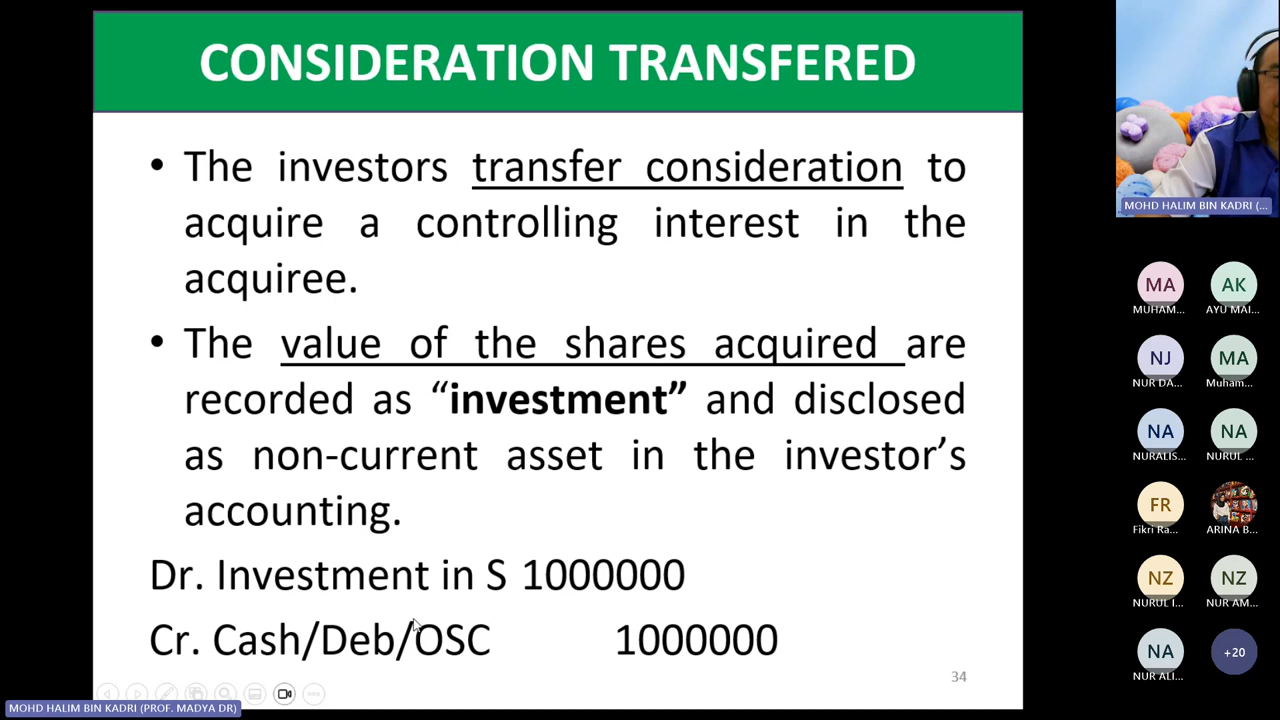 CONSIDERATION TRANSFERED
• The investors transfer consideration to
acquire a controlling interest in the
acquiree.
• The value of the shares acquired are
recorded as “investment” and disclosed
as non-current asset in the investor’s
accounting.
Dr. Investment in S 1000000
Cr. Cash/Deb/OSC 1000000
34
MOHD HALIM BIN KADRI (PROF. MADYA DR)
MOHD HALIM BIN KADRI (...
MA
MUHAM...
AK
AYU MAI...
NJ
NUR DA...
MA
Muham...
NA
NURALIS...
NA
NURUL ...
FR
Fikri Ra...
ARINA B...
NZ
NURUL I...
NZ
NUR AM...
NA
NUR ALI...
+20